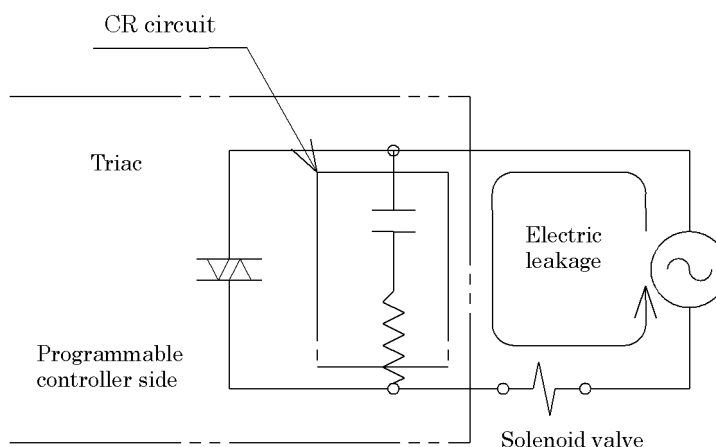 CR circuit
Triac
Electric
leakage
Programmable
controller side
Solenoid valve